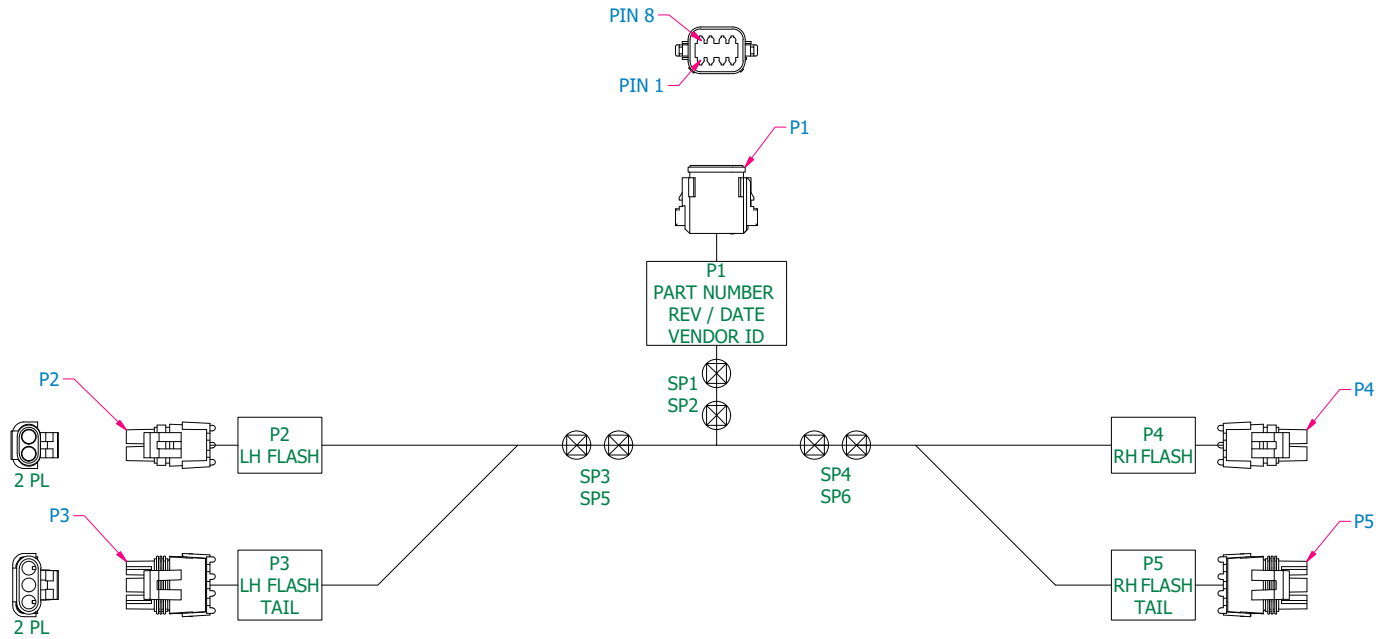 PIN 8
PIN 1
P1
P1
PART NUMBER
REV / DATE
VENDOR ID
SP1
SP2
P2
P2
LH FLASH
2 PL
SP3
SP5
SP4
SP6
P4
RH FLASH
P4
P3
P3
LH FLASH
TAIL
2 PL
P5
RH FLASH
TAIL
P5